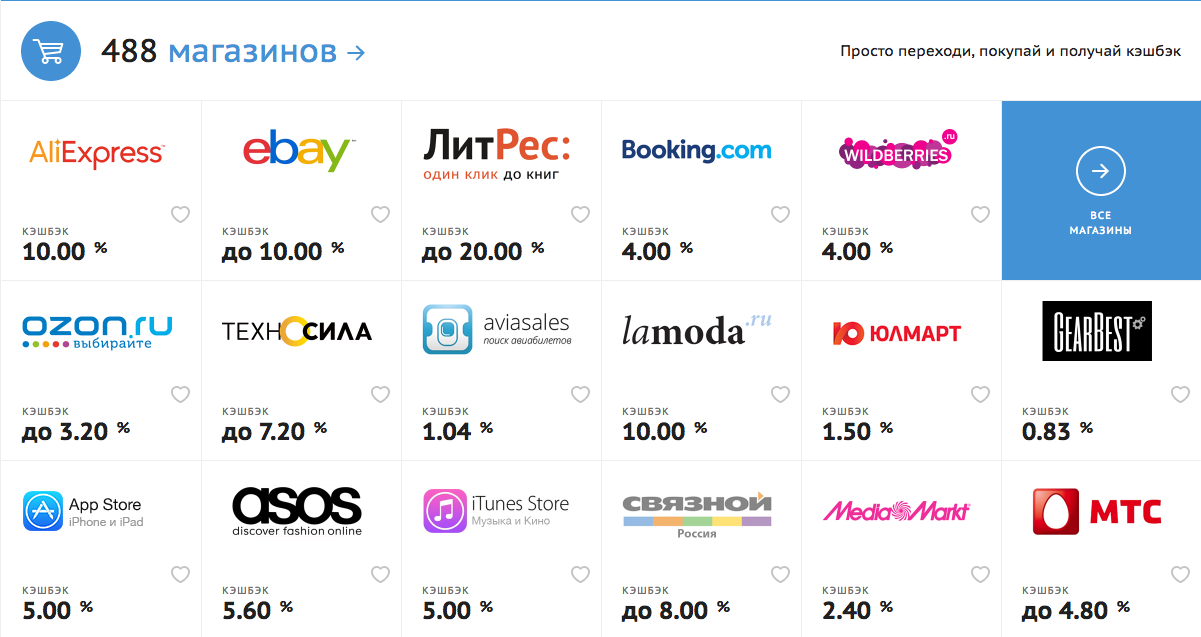 488 магазинов →
Просто переходи, покупай и получай кэшбэк
AliExpress™
ebay™
ЛитРес:
один клик до книг
Booking.com
WILDBERRIES
.ru
КЭШБЭК
10.00 %
КЭШБЭК
до 10.00 %
КЭШБЭК
до 20.00 %
КЭШБЭК
4.00 %
КЭШБЭК
4.00 %
ВСЕ
МАГАЗИНЫ
ozon.ru
выбирайте
ТЕХНОСИЛА
aviasales
поиск авиабилетов
lamoda.ru
Ю ЮЛМАРТ
GEARBEST
КЭШБЭК
до 3.20 %
КЭШБЭК
до 7.20 %
КЭШБЭК
1.04 %
КЭШБЭК
10.00 %
КЭШБЭК
1.50 %
КЭШБЭК
0.83 %
App Store
iPhone и iPad
asos
discover fashion online
iTunes Store
Музыка и Кино
СВЯЗНОЙ
Россия
Media Markt
МТС
КЭШБЭК
5.00 %
КЭШБЭК
5.60 %
КЭШБЭК
5.00 %
КЭШБЭК
до 8.00 %
КЭШБЭК
2.40 %
КЭШБЭК
до 4.80 %